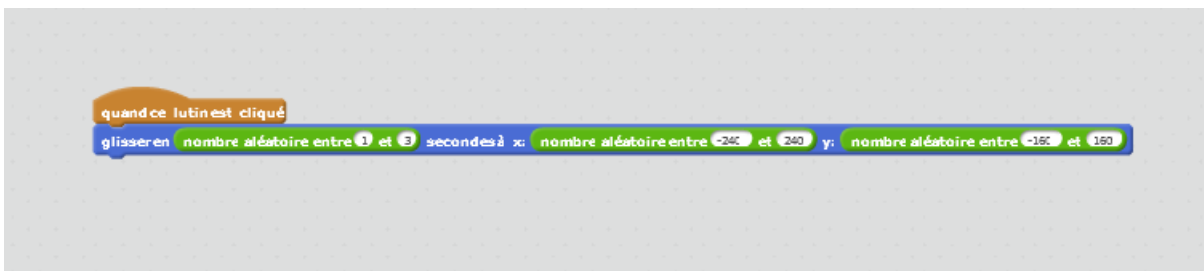 quand ce lutin est cliqué
glisser en nombre aléatoire entre 1 et 3 secondes à x: nombre aléatoire entre -240 et 240 y: nombre aléatoire entre -160 et 160